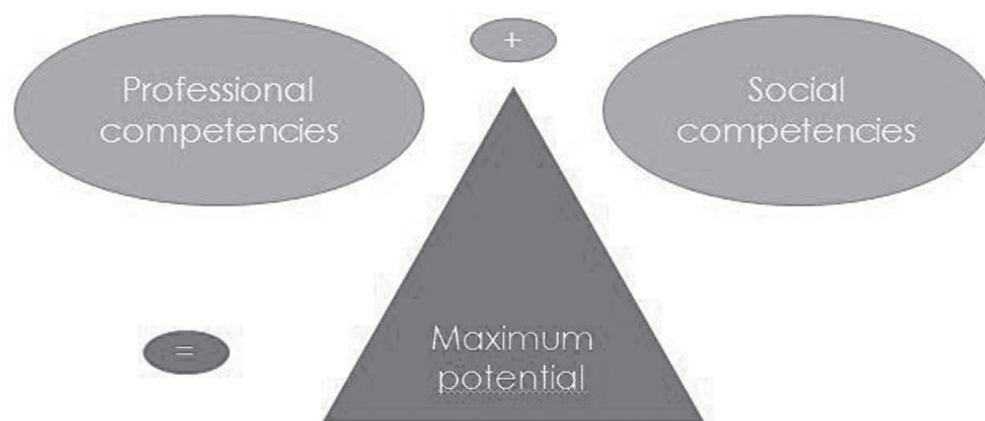 Professional
competencies
+
Social
competencies
=
Maximum
potential